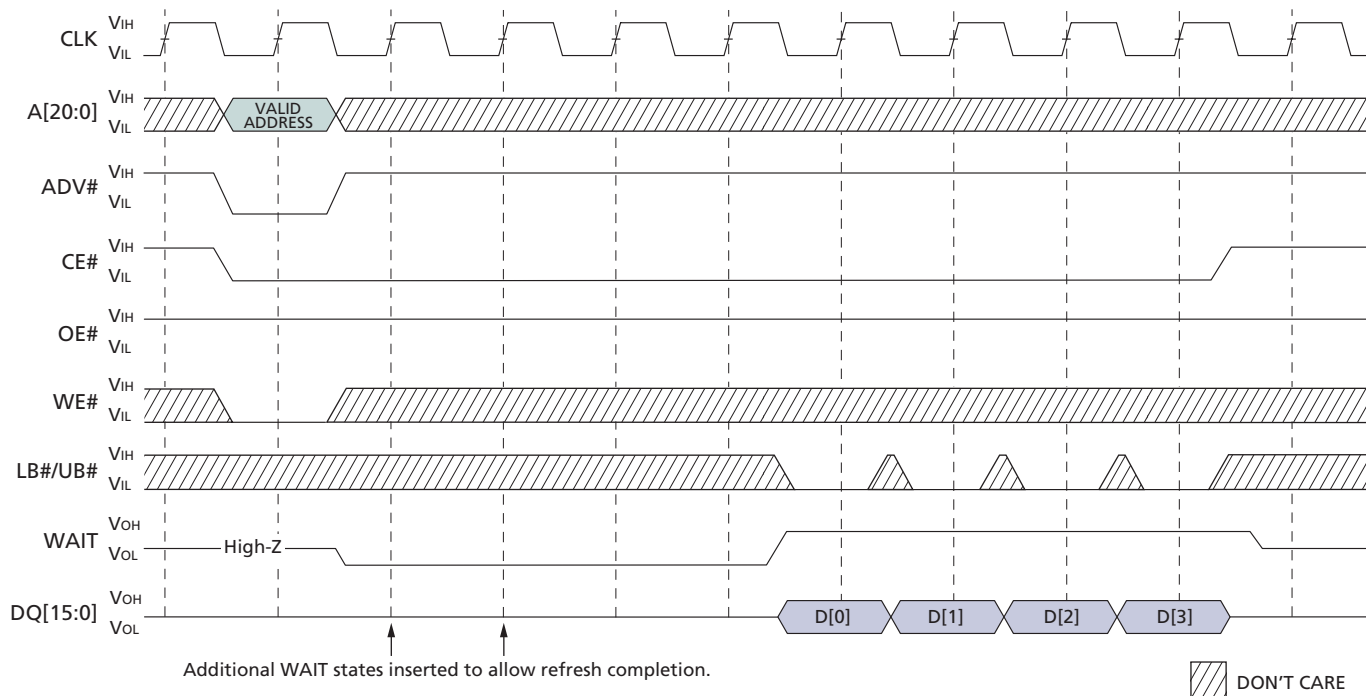 CLK VIH
VIL
A[20:0] VIH
VIL
VALID
ADDRESS
ADV# VIH
VIL
CE# VIH
VIL
OE# VIH
VIL
WE# VIH
VIL
LB#/UB# VIH
VIL
WAIT VOH
VOL
High-Z
DQ[15:0] VOH
VOL
D[0] D[1] D[2] D[3]
Additional WAIT states inserted to allow refresh completion.
DON'T CARE